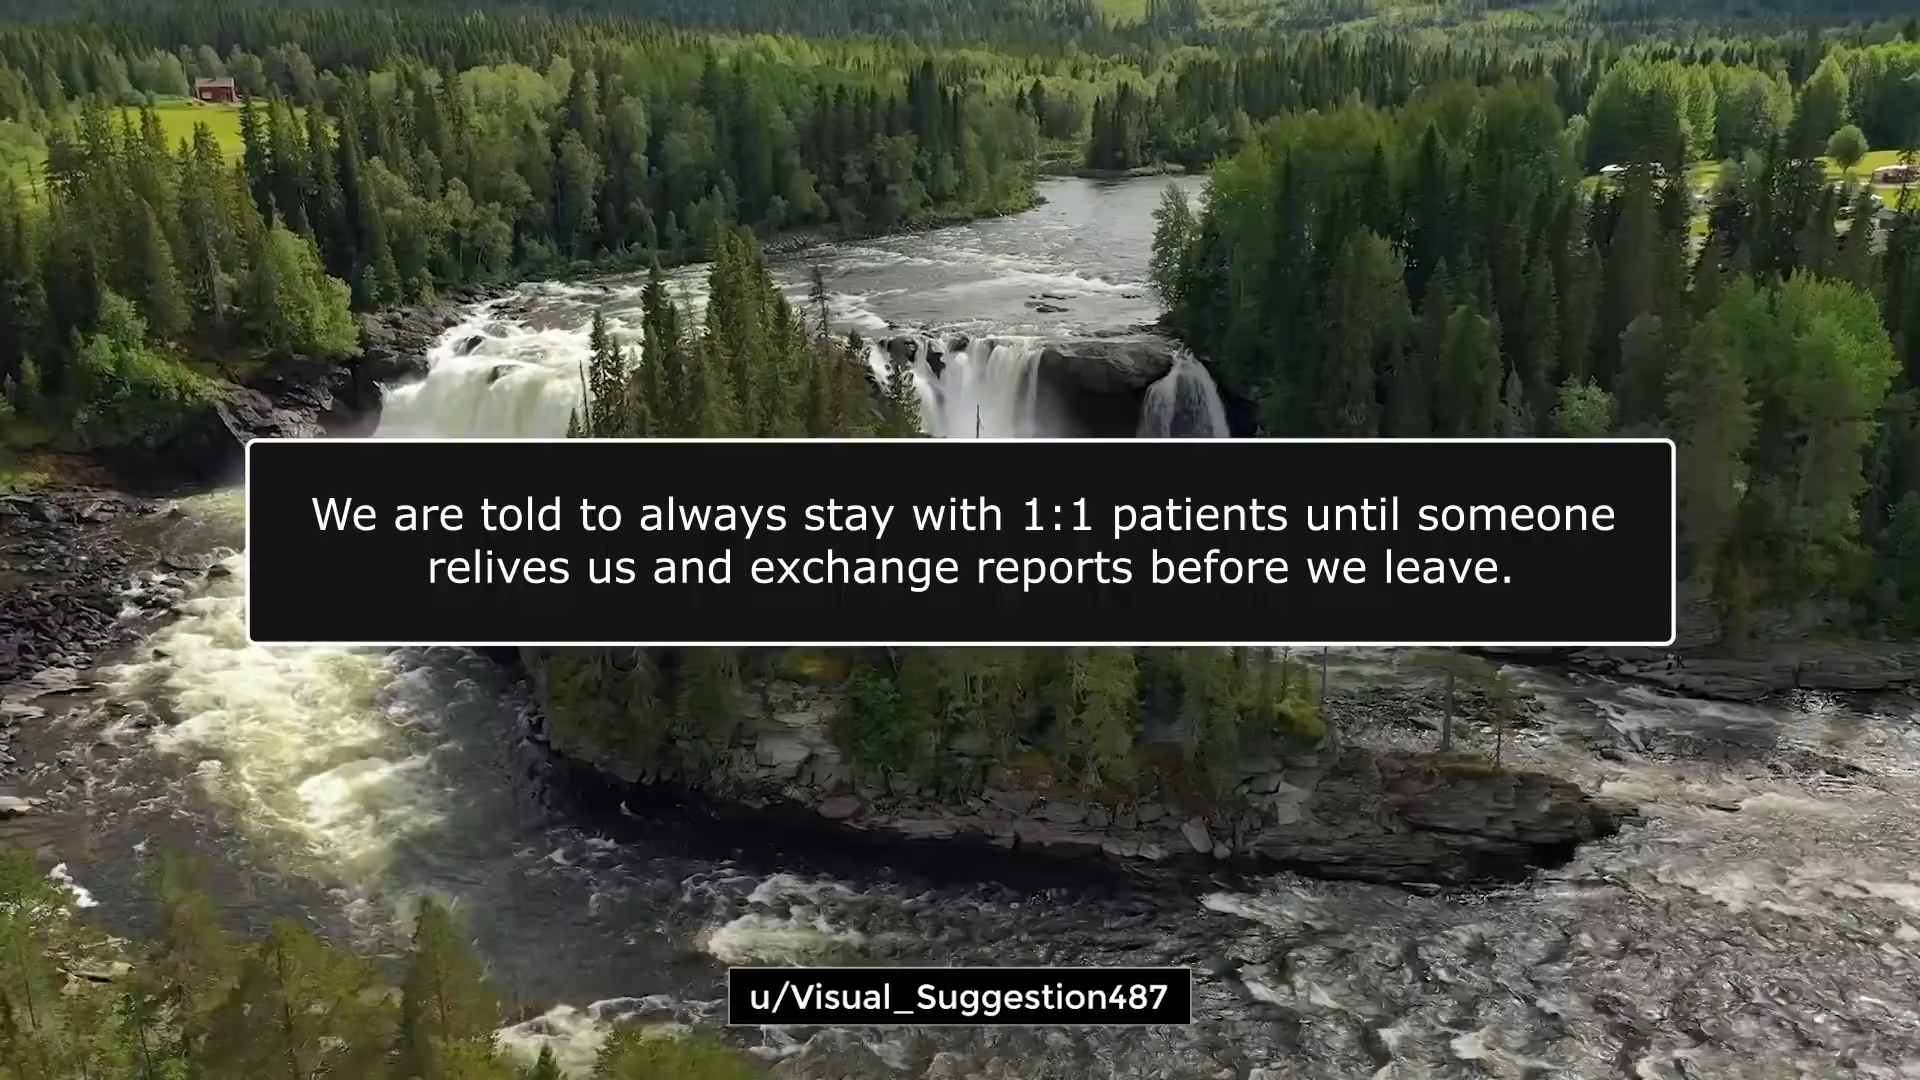 We are told to always stay with 1:1 patients until someone
relives us and exchange reports before we leave.
u/Visual_Suggestion487